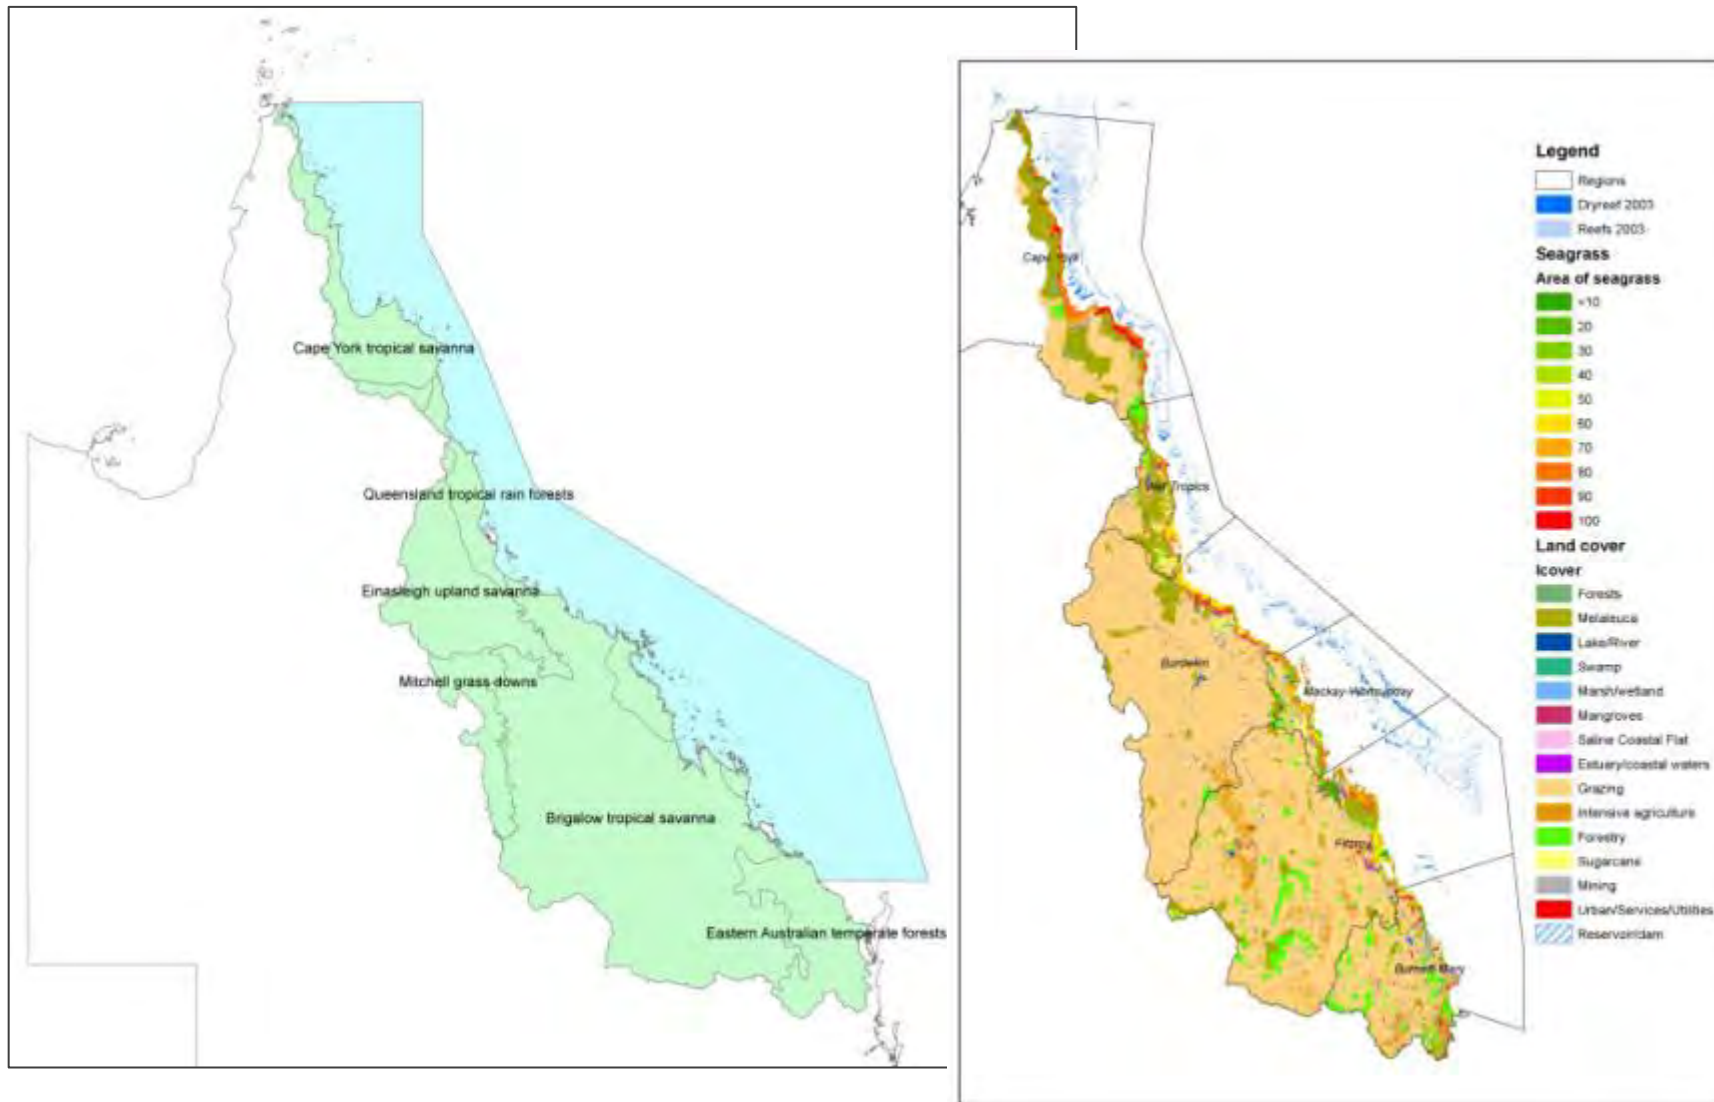 Cape York tropical savanna
Queensland tropical rain forests
Einasleigh upland savanna
Mitchell grass downs
Brigalow tropical savanna
Eastern Australian temperate forests
Wet Tropics
Burdekin
Mackay-Whitsunday
Fitzroy
Burnett Mary
Legend
Regions
Dryreef 2003
Reefs 2003
Seagrass
Area of seagrass
20
30
40
50
60
70
80
90
100
Land cover
lcover
Forests
Melaleuca
Lake/River
Swamp
Marsh/wetland
Mangroves
Saline Coastal Flat
Estuary/coastal waters
Grazing
Intensive agriculture
Forestry
Sugarcane
Mining
Urban/Services/Utilities
Reservoir/dam